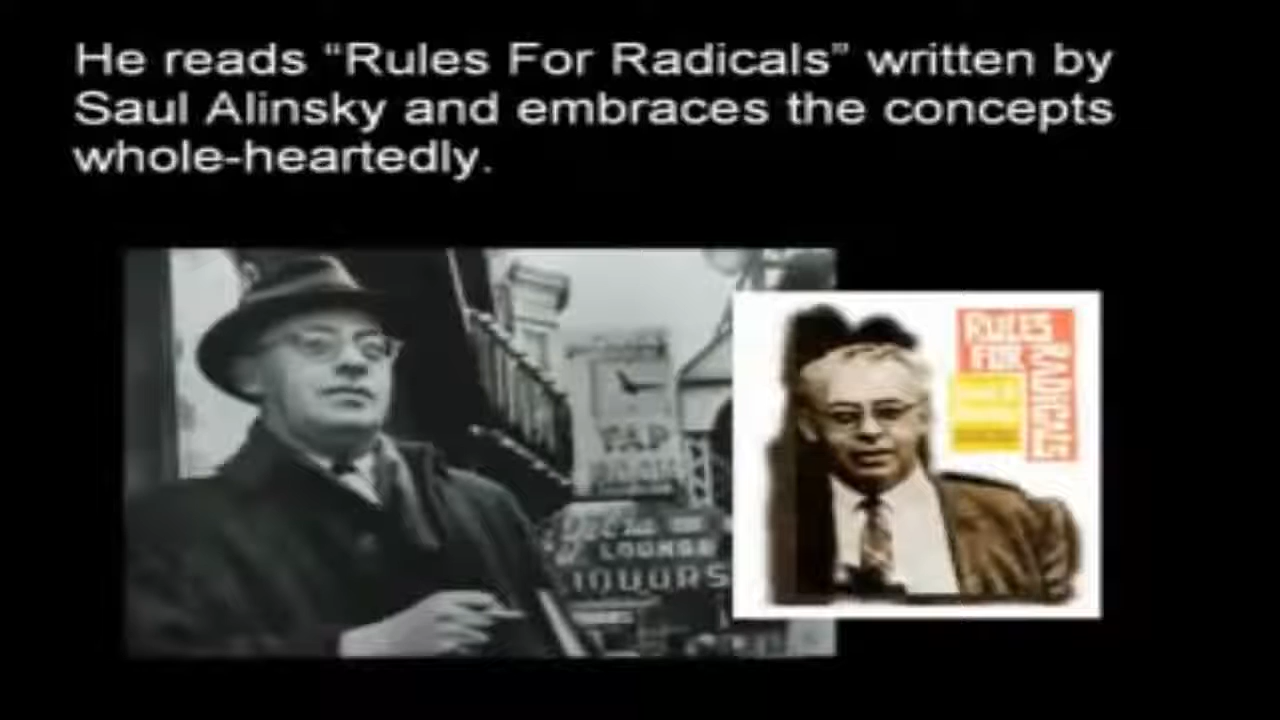 He reads “Rules For Radicals” written by
Saul Alinsky and embraces the concepts
whole-heartedly.
TAP
ROOM
LOUNGE
LIQUORS
RULES
FOR
RADICALS